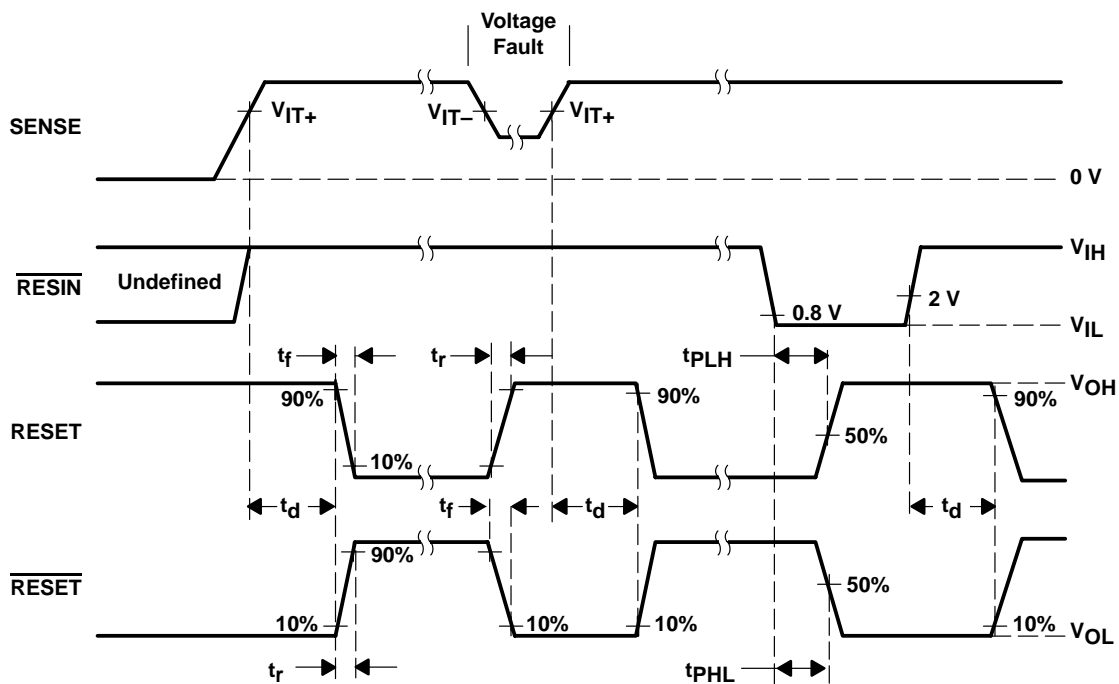 Voltage
Fault
VIT+
VIT–
VIT+
SENSE
0 V
VIH
RESIN
Undefined
0.8 V
2 V
VIL
tf
tr
tPLH
VOH
90%
90%
90%
RESET
50%
10%
td
tf
td
td
90%
RESET
50%
10%
10%
10%
10%
VOL
tr
tPHL